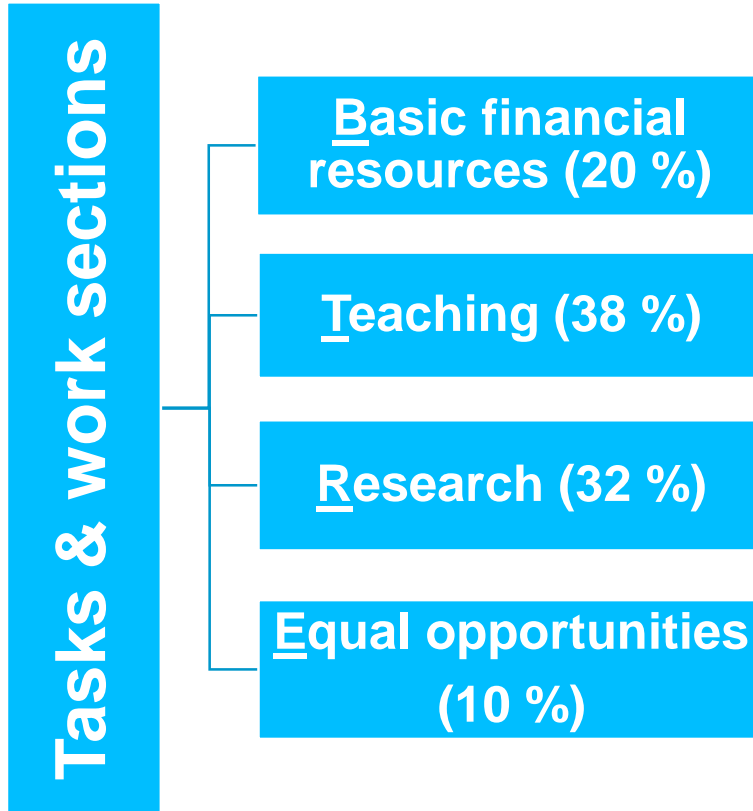 Tasks & work sections
Basic financial
resources (20 %)
Teaching (38 %)
Research (32 %)
Equal opportunities
(10 %)